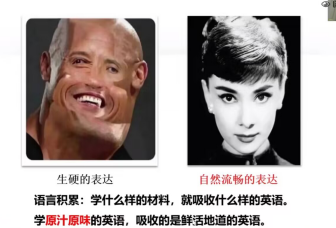 生硬的表达
自然流畅的表达
语言积累：学什么样的材料，就吸收什么样的英语。
学原汁原味的英语，吸收的是鲜活地道的英语。